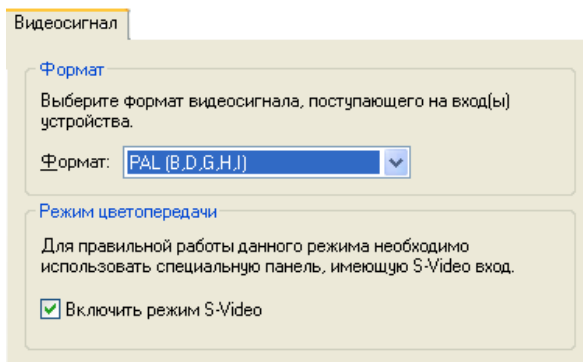 Видеосигнал
Формат
Выберите формат видеосигнала, поступающего на вход(ы)
устройства.
Формат: PAL (B,D,G,H,I)
Режим цветопередачи
Для правильной работы данного режима необходимо
использовать специальную панель, имеющую S-Video вход.
Включить режим S-Video